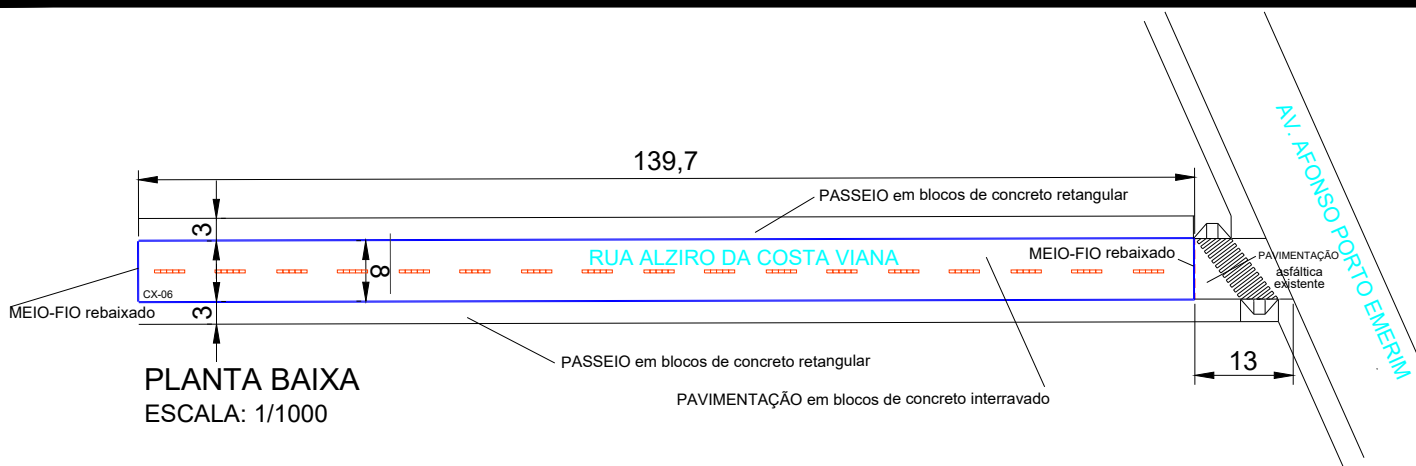 139,7
PASSEIO em blocos de concreto retangular
AV. AFONSO PORTO EMERIM
3
RUA ALZIRO DA COSTA VIANA
MEIO-FIO rebaixado
PAVIMENTAÇÃO
asfáltica
existente
8
CX-06
MEIO-FIO rebaixado
3
PASSEIO em blocos de concreto retangular
13
PLANTA BAIXA
ESCALA: 1/1000
PAVIMENTAÇÃO em blocos de concreto interravado